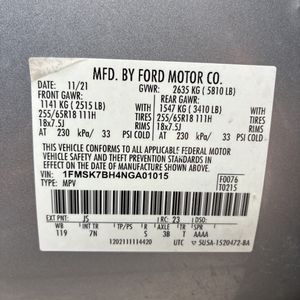 MFD. BY FORD MOTOR CO.
11/21 GVWR: 2635 KG ( 5810 LB)
FRONT GAWR: REAR GAWR:
1141 KG ( 2515 LB) 1547 KG ( 3410 LB)
255/65R18 111H 255/65R18 111H
18x7.5J 18x7.5J
AT 230 kPa/ 33 PSI COLD AT 230 kPa/ 33 PSI COLD
THIS VEHICLE CONFORMS TO ALL APPLICABLE FEDERAL MOTOR
VEHICLE SAFETY AND THEFT PREVENTION STANDARDS IN
EFFECT ON THE DATE OF MANUFACTURE SHOWN ABOVE.
VIN: 1FMSK7BH4NGA01015 F0076
TYPE: MPV T0215
EXT PNT: JS RC: 23 DSO:
WB INT TR TP/PS R AXLE TR SPR
119 7N S 3B T AAAA
1202111114420 UTC 5U5A-1520472-BA